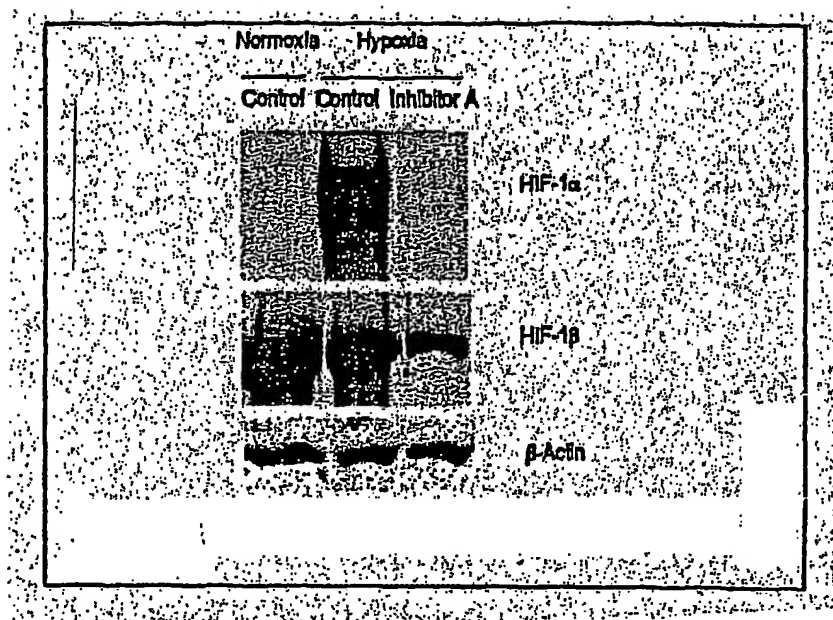 Normoxia Hypoxia
Control Control Inhibitor A
HIF-1α
HIF-1β
β-Actin